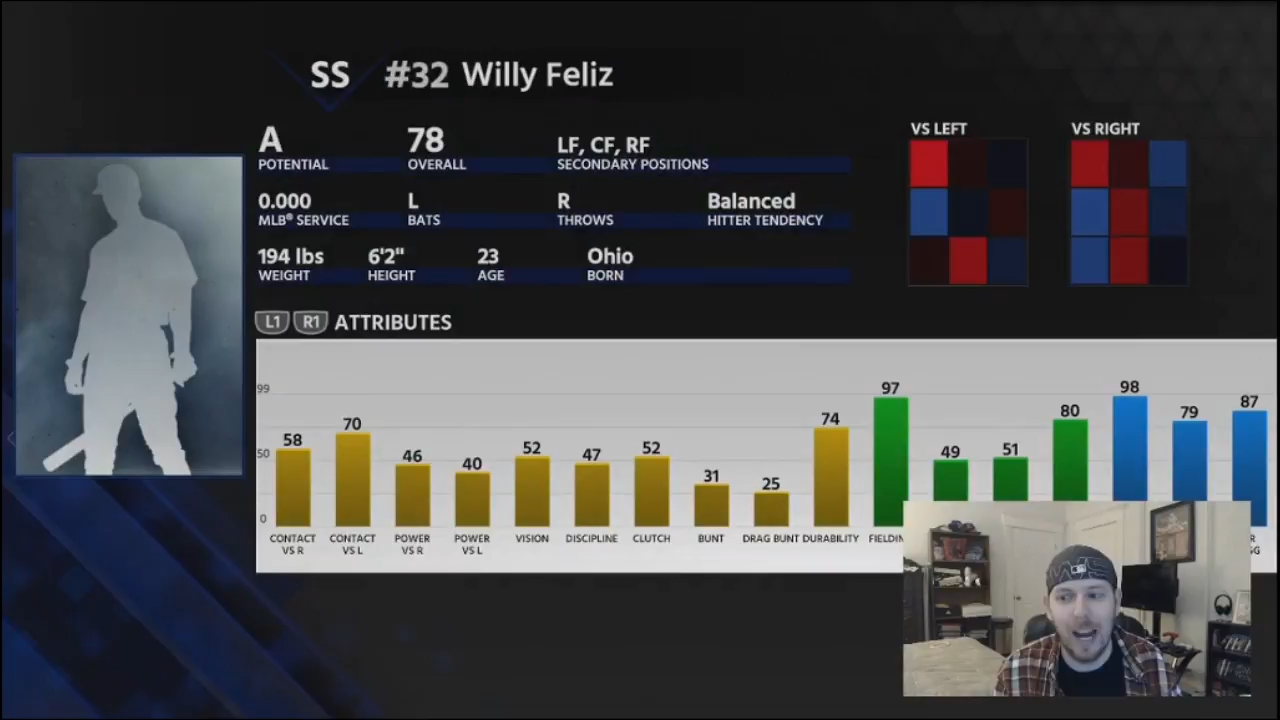 SS #32 Willy Feliz
A 78 LF, CF, RF
POTENTIAL OVERALL SECONDARY POSITIONS
0.000 L R Balanced
MLB® SERVICE BATS THROWS HITTER TENDENCY
194 lbs 6'2" 23 Ohio
WEIGHT HEIGHT AGE BORN
VS LEFT VS RIGHT
L1 R1 ATTRIBUTES
99
50
0
58 70 46 40 52 47 52 31 25 74 97 49 51 80 98 79 87
CONTACT VS R
CONTACT VS L
POWER VS R
POWER VS L
VISION
DISCIPLINE
CLUTCH
BUNT
DRAG BUNT
DURABILITY